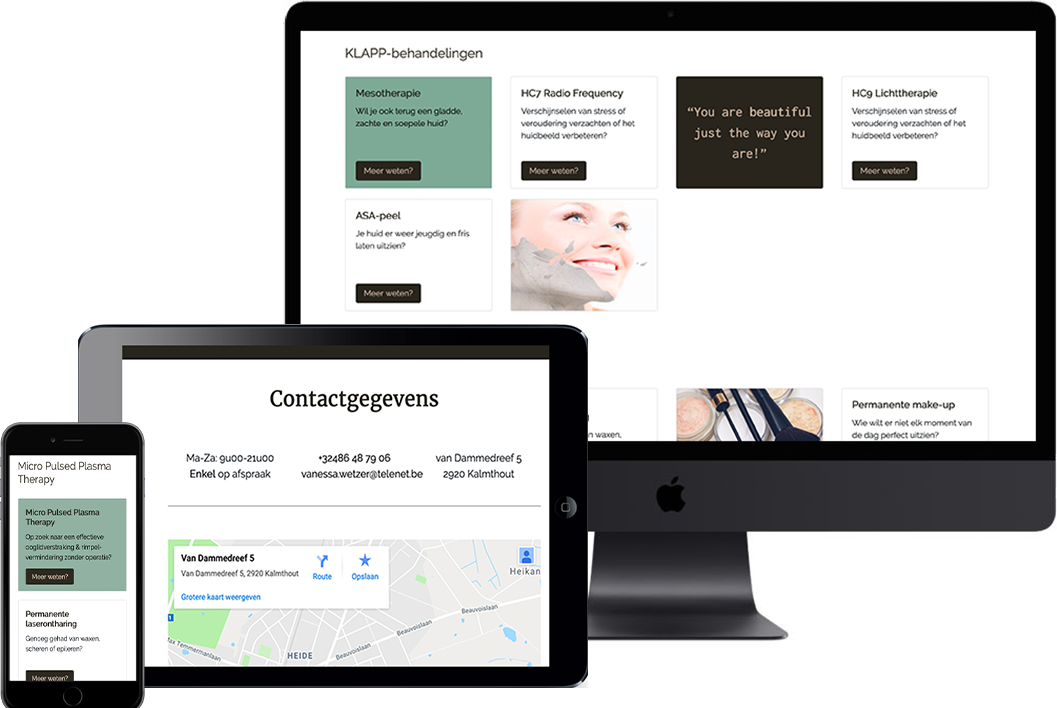 KLAPP-behandelingen
Mesotherapie
Wil je ook terug een gladde,
zachte en soepele huid?
Meer weten?
HC7 Radio Frequency
Verschijnselen van stress of
veroudering verzachten of het
huidbeeld verbeteren?
Meer weten?
“You are beautiful
just the way you
are!”
HC9 Lichttherapie
Verschijnselen van stress of
veroudering verzachten of het
huidbeeld verbeteren?
Meer weten?
ASA-peel
Je huid er weer jeugdig en fris
laten uitzien?
Meer weten?
n waxen,
Permanente make-up
Wie wilt er niet elk moment van
de dag perfect uitzien?
Contactgegevens
Ma-Za: 9u00-21u00
Enkel op afspraak
+32486 48 79 06
vanessa.wetzer@telenet.be
van Dammedreef 5
2920 Kalmthout
Van Dammedreef 5
Van Dammedreef 5, 2920 Kalmthout
Grotere kaart weergeven
Route
Opslaan
Heikan
Beauvoislaan
Beauvoislaan
Beauvoislaan
Max Temmermanlaan
HEIDE
Micro Pulsed Plasma
Therapy
Micro Pulsed Plasma
Therapy
Op zoek naar een effectieve
ooglidverstraking & rimpel-
vermindering zonder operatie?
Meer weten?
Permanente
laserontharing
Genoeg gehad van waxen,
scheren of epileren?
Meer weten?